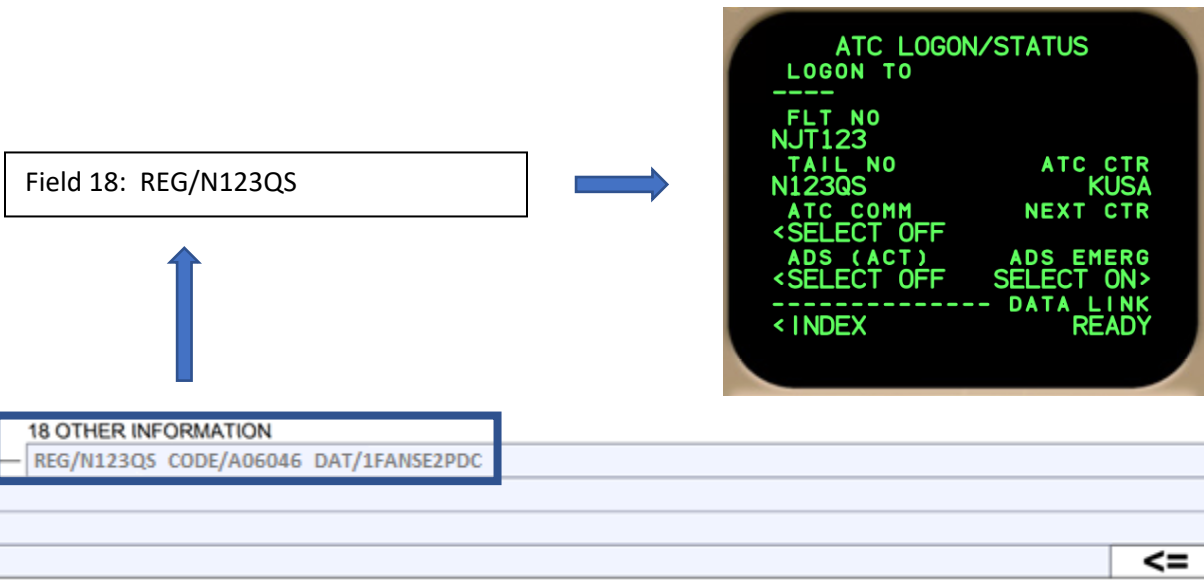 Field 18: REG/N123QS
ATC LOGON/STATUS
LOGON TO
----
FLT NO
NJT123
TAIL NO ATC CTR
N123QS KUSA
ATC COMM NEXT CTR
<SELECT OFF
ADS (ACT) ADS EMERG
<SELECT OFF SELECT ON>
-------------- DATA LINK
<INDEX READY
18 OTHER INFORMATION
— REG/N123QS CODE/A06046 DAT/1FANSE2PDC
<=